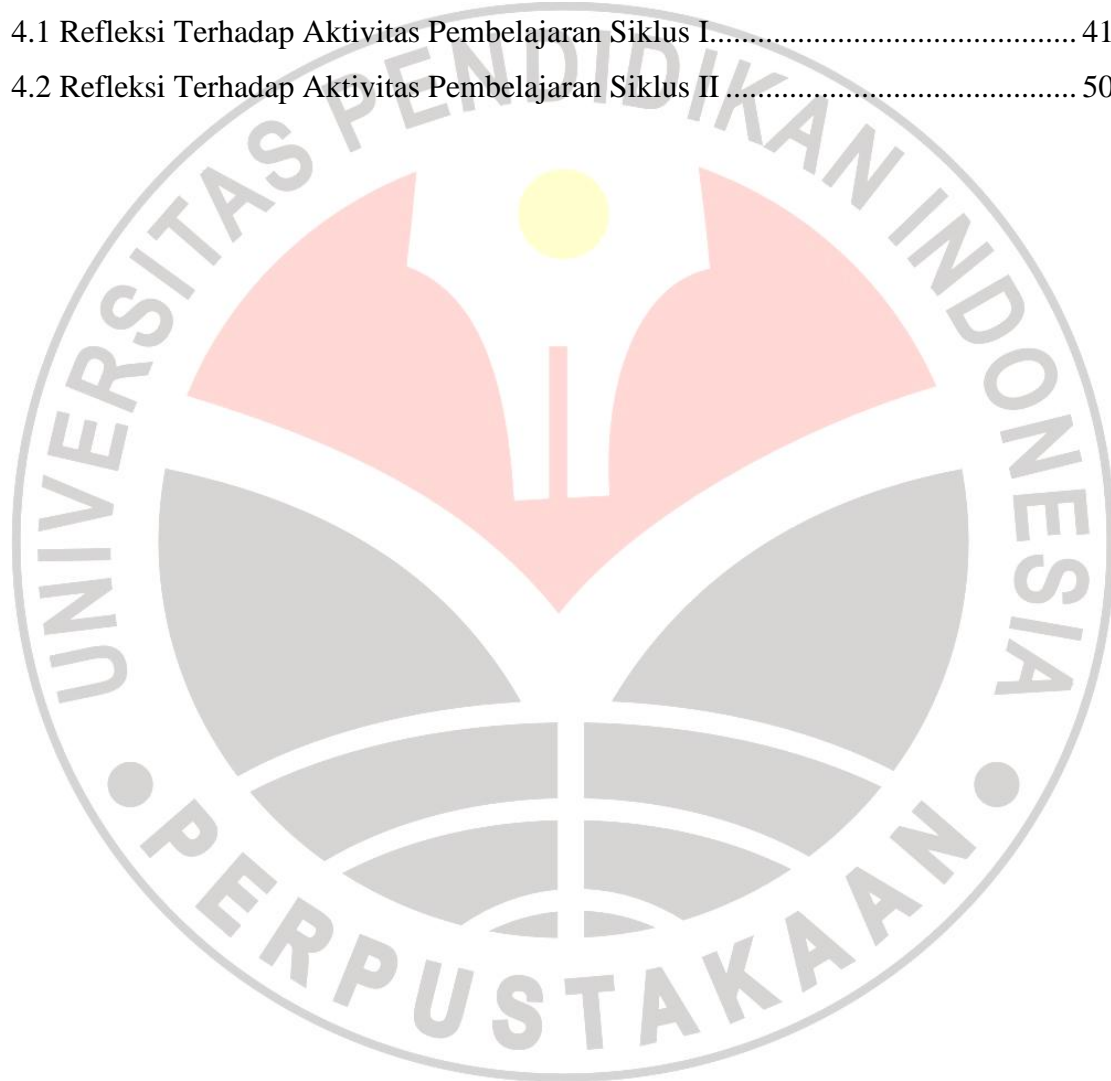 4.1 Refleksi Terhadap Aktivitas Pembelajaran Siklus I....................................... 41
4.2 Refleksi Terhadap Aktivitas Pembelajaran Siklus II ..................................... 50
UNIVERSITAS PENDIDIKAN INDONESIA
PERPUSTAKAAN